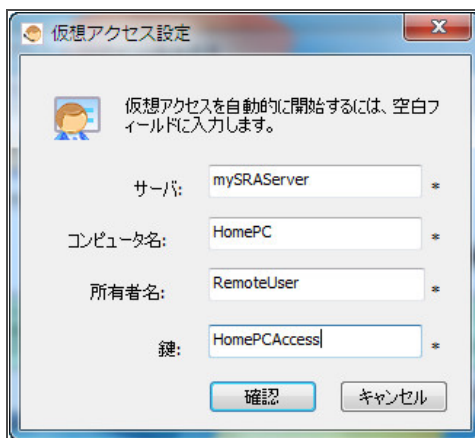 仮想アクセス設定
仮想アクセスを自動的に開始するには、空白フ
ィールドに入力します。
サーバ: mySRAServer *
コンピュータ名: HomePC *
所有者名: RemoteUser *
鍵: HomePCAccess *
確認 キャンセル